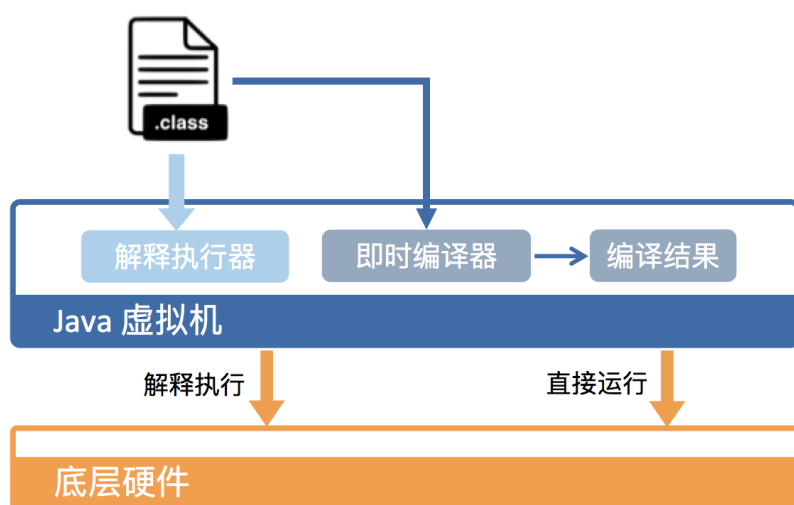 .class
解释执行器
即时编译器
编译结果
Java 虚拟机
解释执行
直接运行
底层硬件